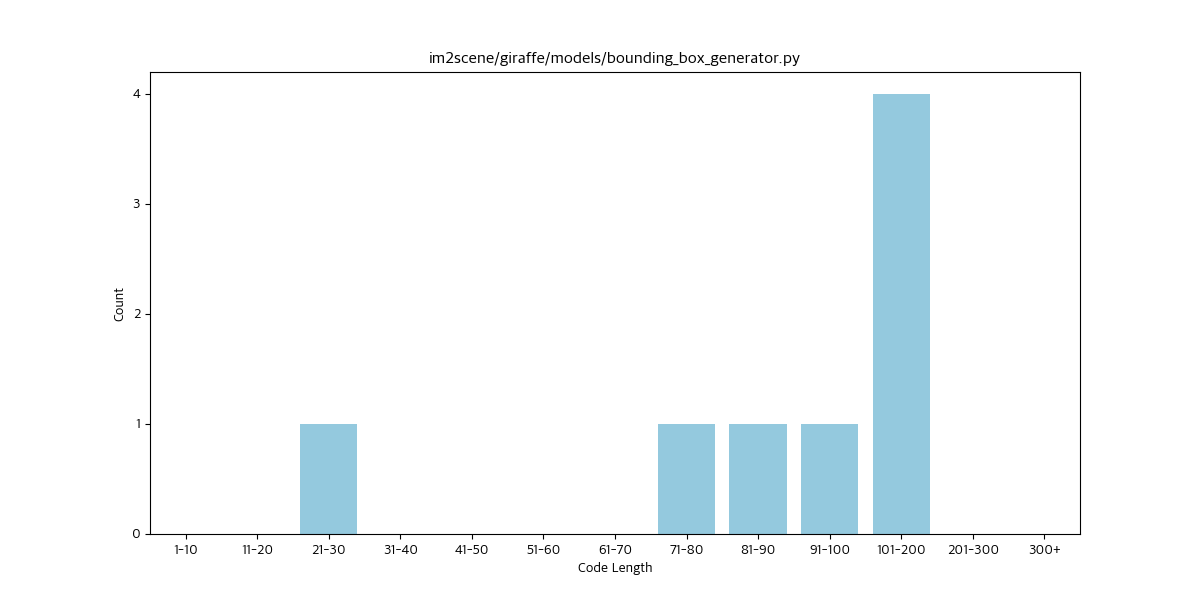 im2scene/giraffe/models/bounding_box_generator.py
4
3
2
1
0
Count
1-10 11-20 21-30 31-40 41-50 51-60 61-70 71-80 81-90 91-100 101-200 201-300 300+
Code Length